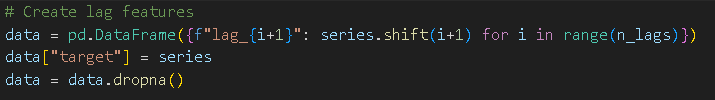 # Create lag features
data = pd.DataFrame({f"lag_{i+1}": series.shift(i+1) for i in range(n_lags)})
data["target"] = series
data = data.dropna()